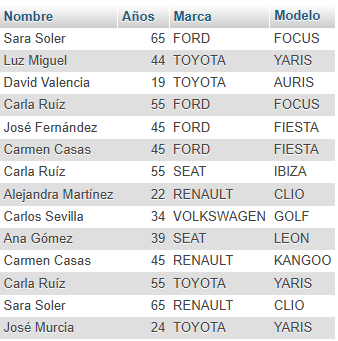 Nombre Años Marca Modelo
Sara Soler 65 FORD FOCUS
Luz Miguel 44 TOYOTA YARIS
David Valencia 19 TOYOTA AURIS
Carla Ruíz 55 FORD FOCUS
José Fernández 45 FORD FIESTA
Carmen Casas 45 FORD FIESTA
Carla Ruíz 55 SEAT IBIZA
Alejandra Martínez 22 RENAULT CLIO
Carlos Sevilla 34 VOLKSWAGEN GOLF
Ana Gómez 39 SEAT LEON
Carmen Casas 45 RENAULT KANGOO
Carla Ruíz 55 TOYOTA YARIS
Sara Soler 65 RENAULT CLIO
José Murcia 24 TOYOTA YARIS